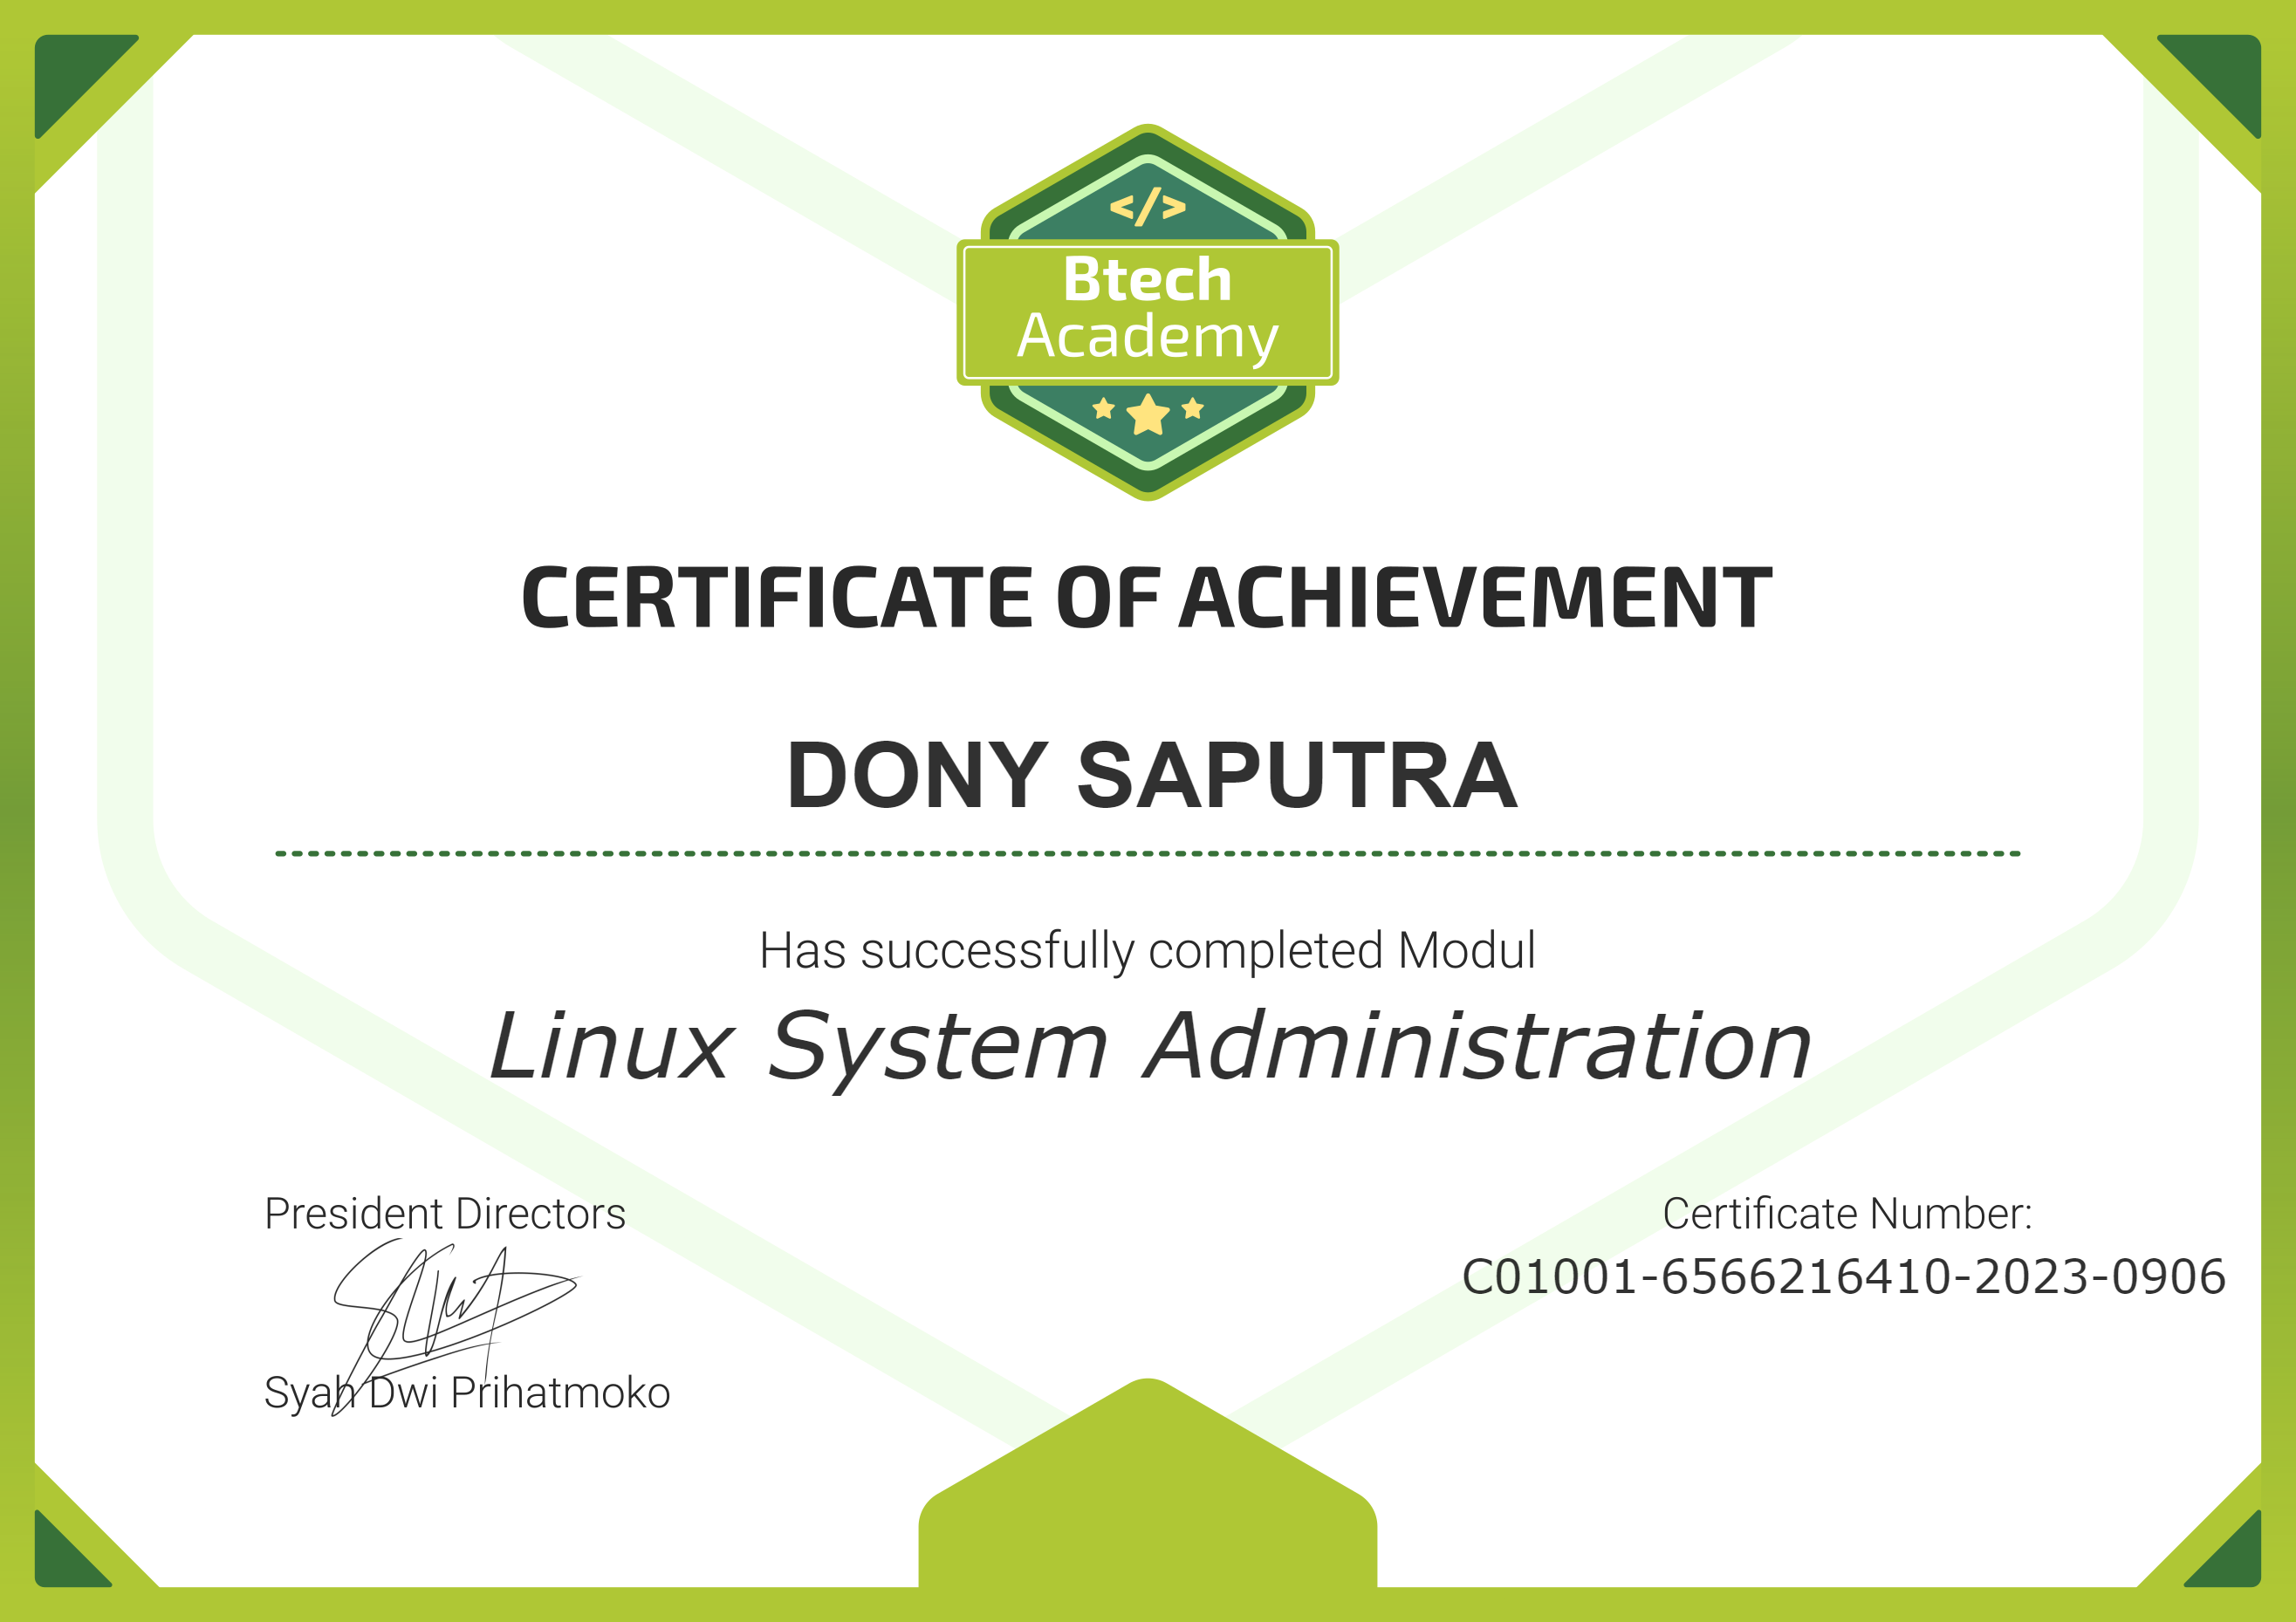 </>
Btech
Academy
CERTIFICATE OF ACHIEVEMENT
DONY SAPUTRA
Has successfully completed Modul
Linux System Administration
President Directors
Syah Dwi Prihatmoko
Certificate Number:
C01001-6566216410-2023-0906